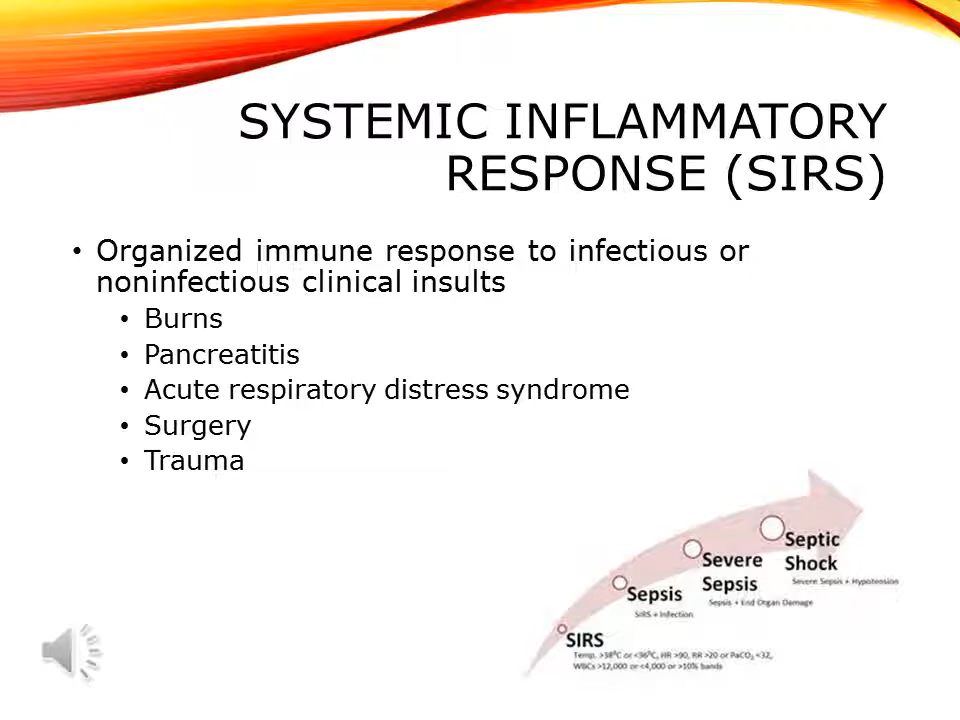 SYSTEMIC INFLAMMATORY
RESPONSE (SIRS)
• Organized immune response to infectious or
noninfectious clinical insults
• Burns
• Pancreatitis
• Acute respiratory distress syndrome
• Surgery
• Trauma
Septic
Shock
Severe Sepsis + Hypotension
Severe
Sepsis
Sepsis + End Organ Damage
Sepsis
SIRS + Infection
SIRS
Temp. >38°C or <36°C, HR >90, RR >20 or PaCO2 <32,
WBCs >12,000 or <4,000 or >10% bands